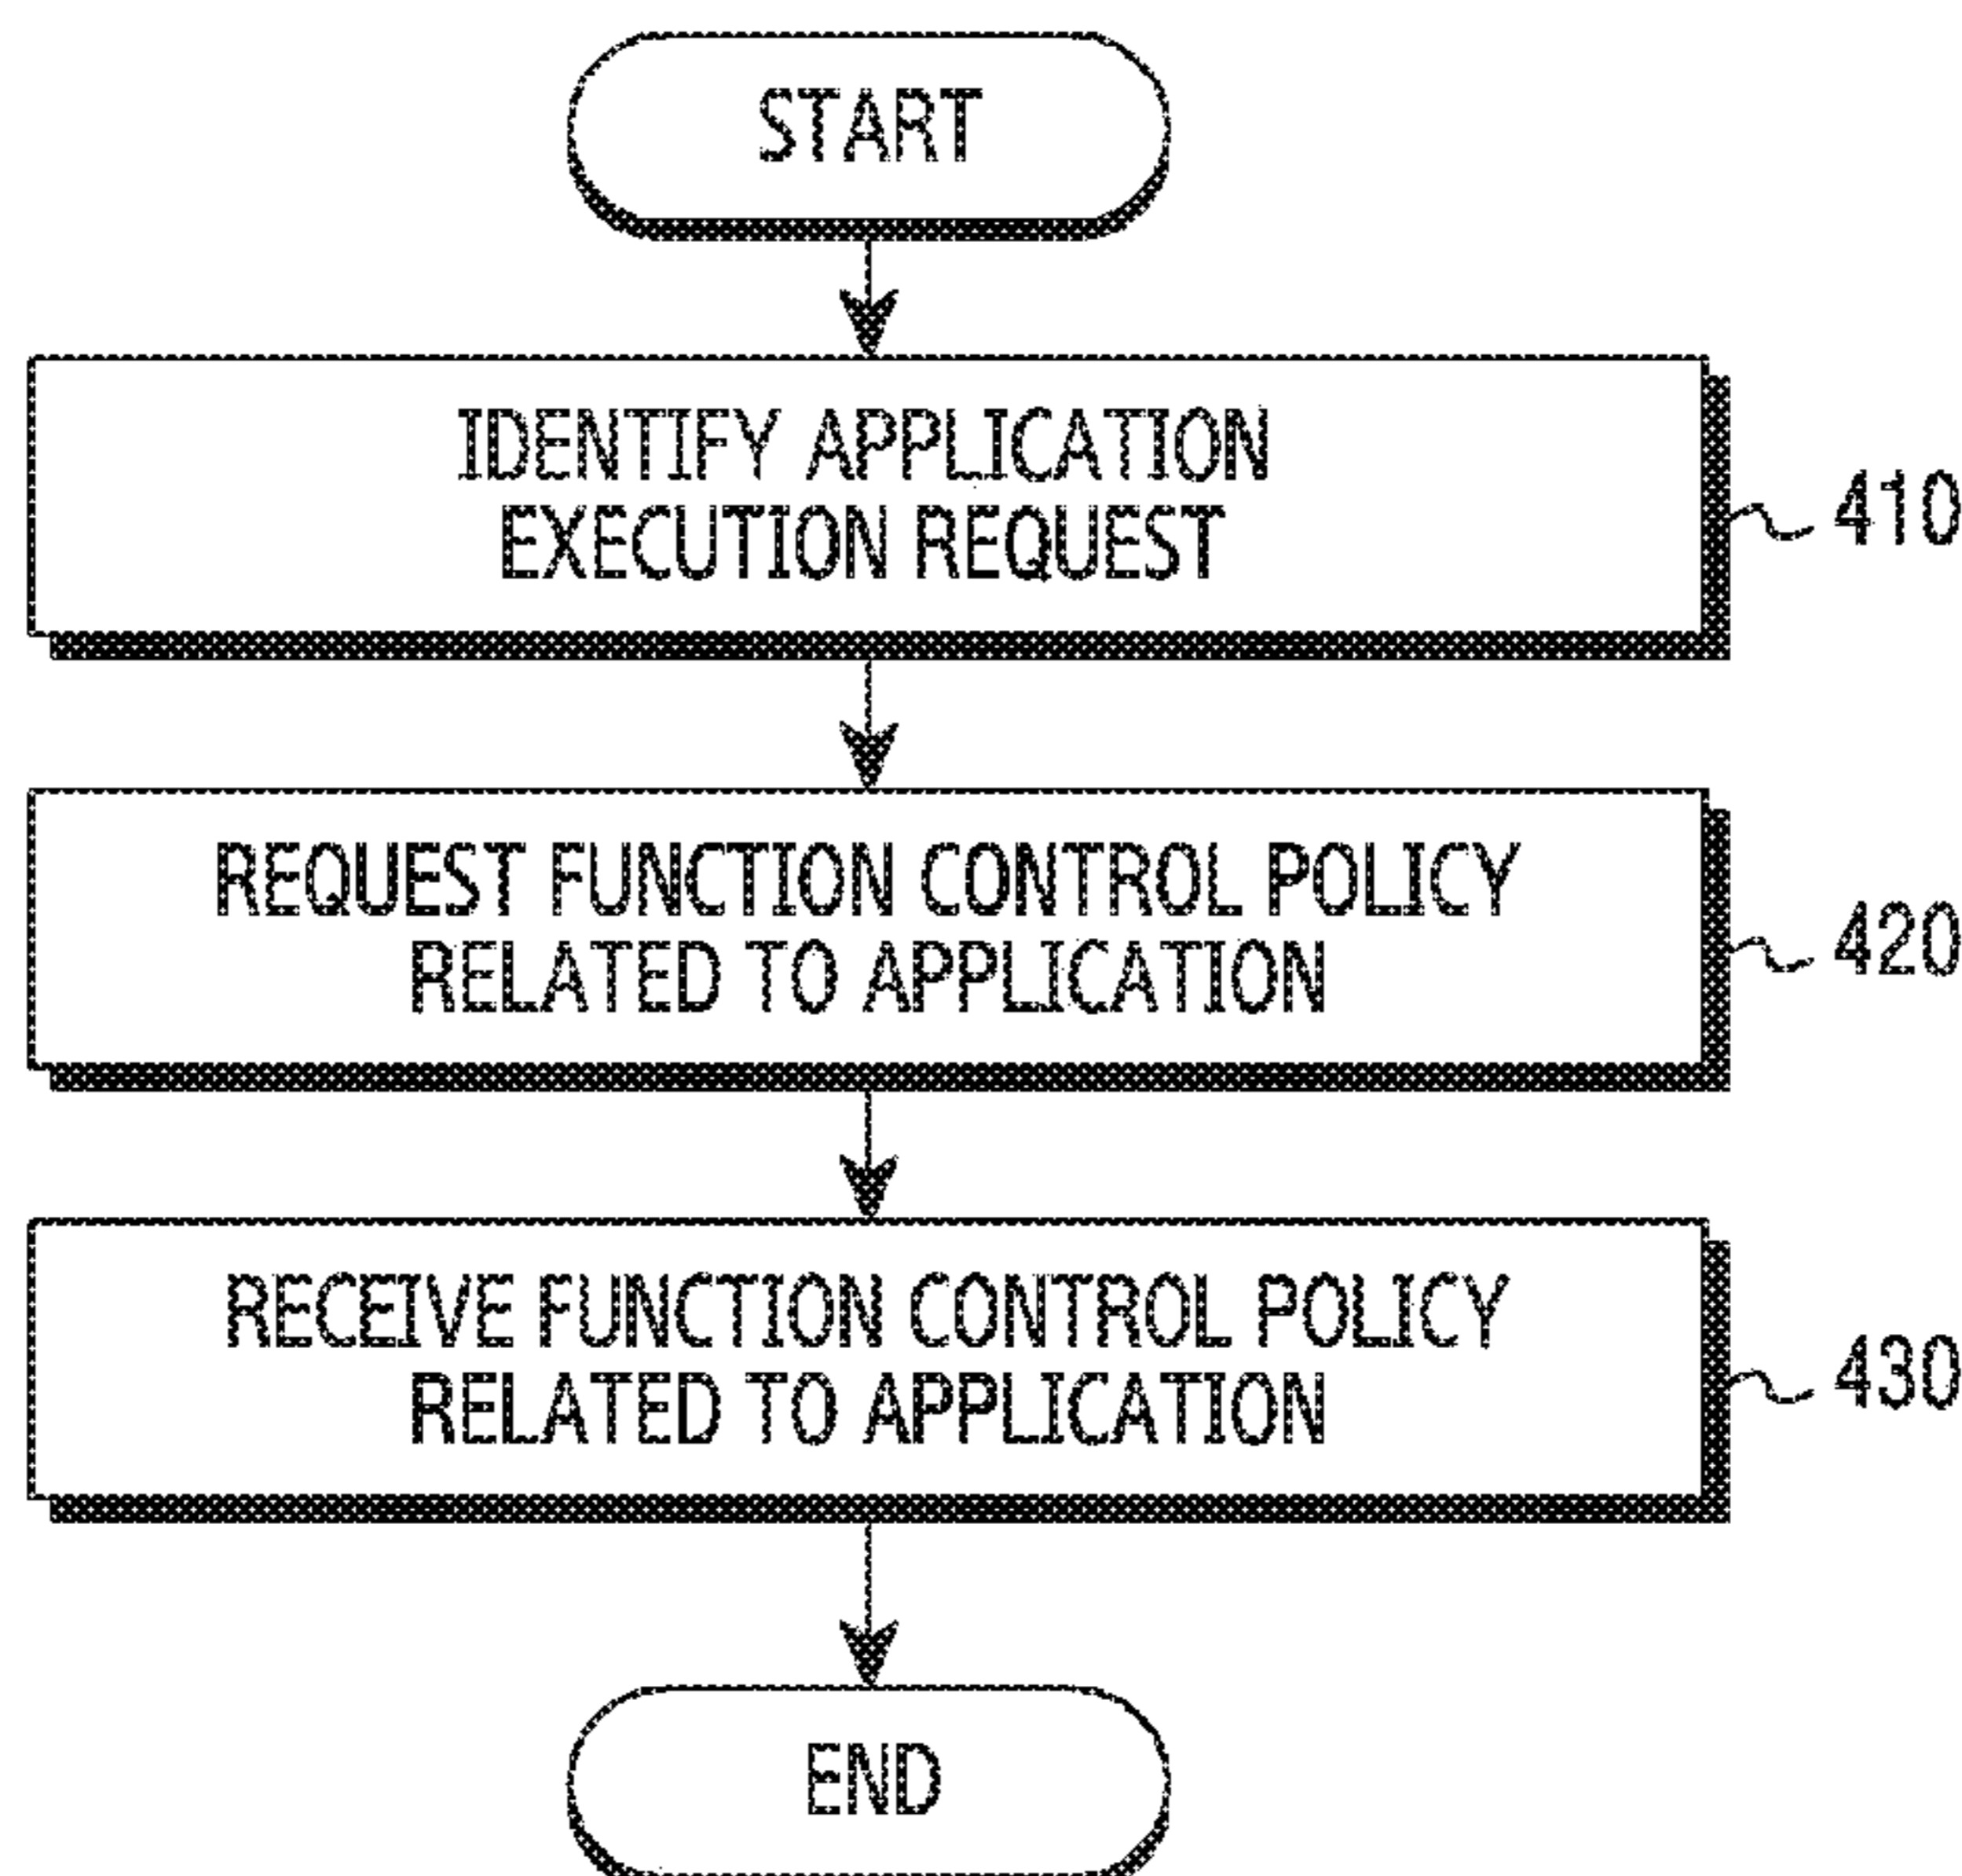 START
IDENTIFY APPLICATION
EXECUTION REQUEST
410
REQUEST FUNCTION CONTROL POLICY
RELATED TO APPLICATION
420
RECEIVE FUNCTION CONTROL POLICY
RELATED TO APPLICATION
430
END